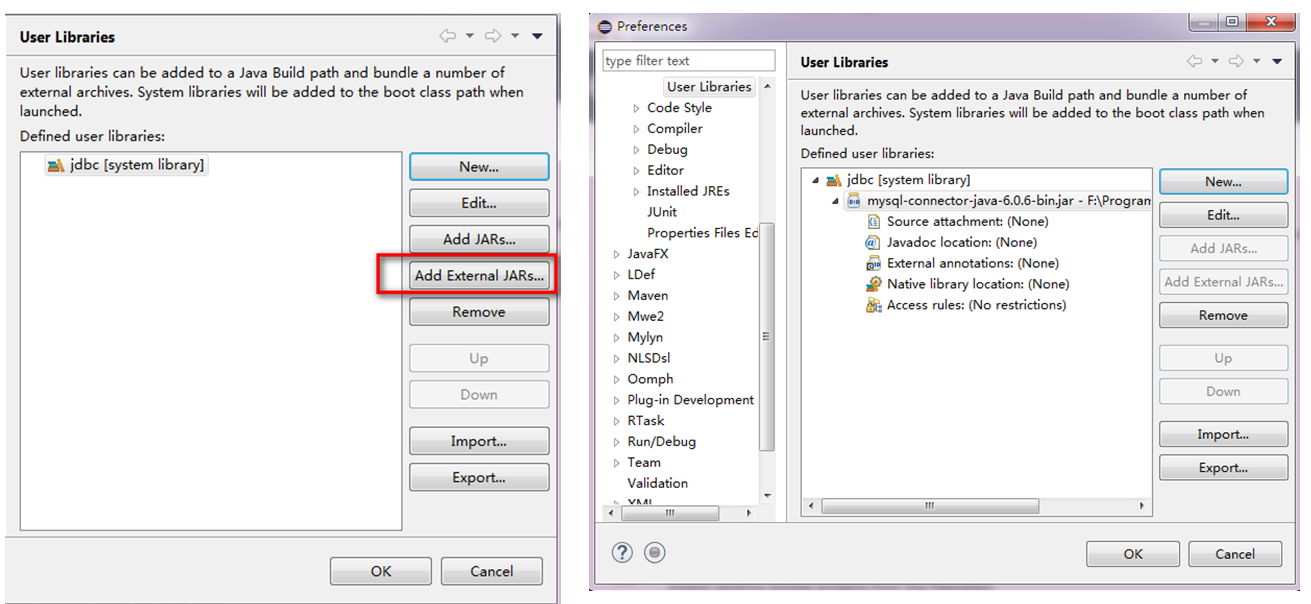 User Libraries
User libraries can be added to a Java Build path and bundle a number of
external archives. System libraries will be added to the boot class path when
launched.
Defined user libraries:
jdbc [system library]
New...
Edit...
Add JARs...
Add External JARs...
Remove
Up
Down
Import...
Export...
OK
Cancel
Preferences
type filter text
User Libraries
Code Style
Compiler
Debug
Editor
Installed JREs
JUnit
Properties Files Ed
JavaFX
LDef
Maven
Mwe2
Mylyn
NLSDsl
Oomph
Plug-in Development
RTask
Run/Debug
Team
Validation
XML
User Libraries
User libraries can be added to a Java Build path and bundle a number of
external archives. System libraries will be added to the boot class path when
launched.
Defined user libraries:
jdbc [system library]
mysql-connector-java-6.0.6-bin.jar - F:\Program
Source attachment: (None)
Javadoc location: (None)
External annotations: (None)
Native library location: (None)
Access rules: (No restrictions)
New...
Edit...
Add JARs...
Add External JARs...
Remove
Up
Down
Import...
Export...
OK
Cancel